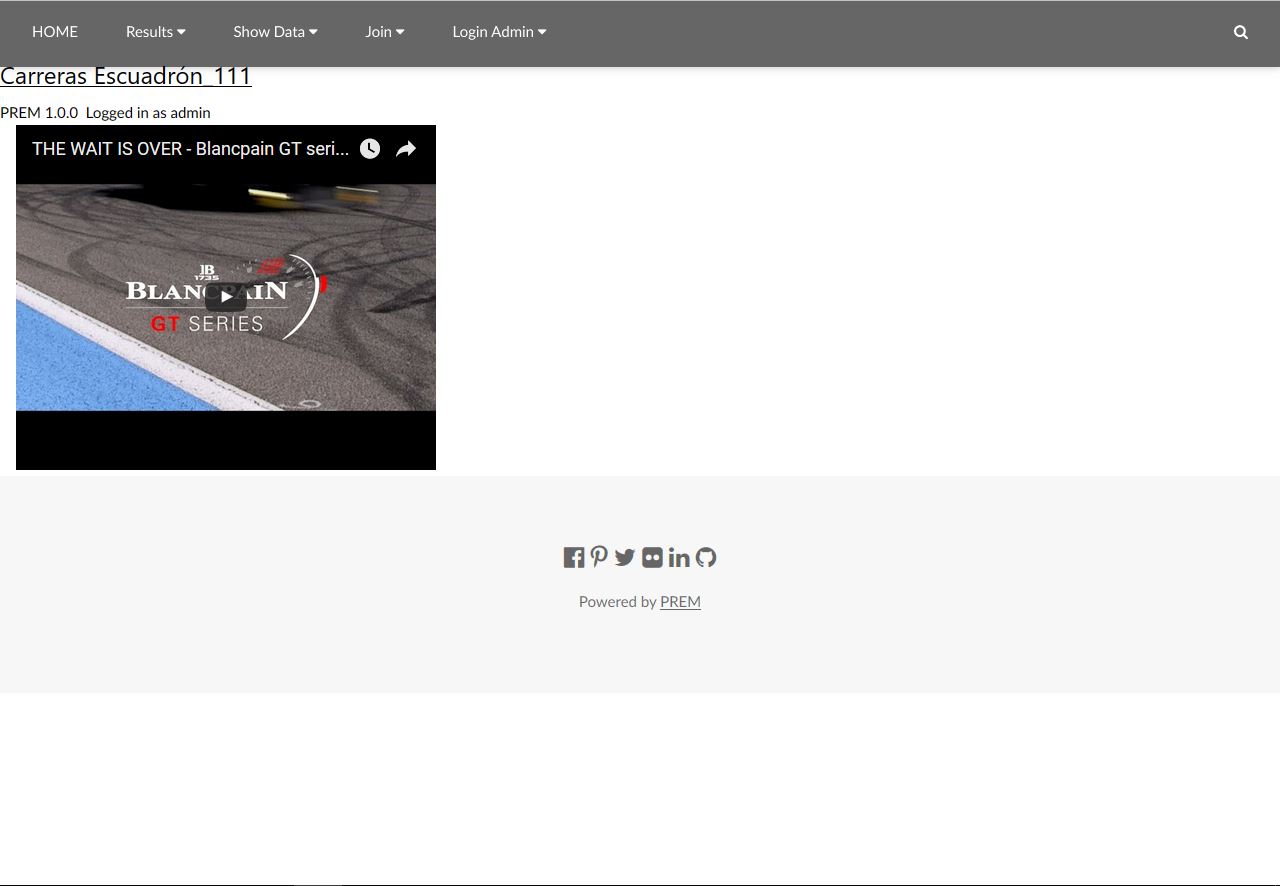 HOME Results Show Data Join Login Admin
Carreras Escuadrón_111
PREM 1.0.0 Logged in as admin
THE WAIT IS OVER - Blancpain GT seri...
JB
1735
BLANCPAIN
GT SERIES
Powered by PREM